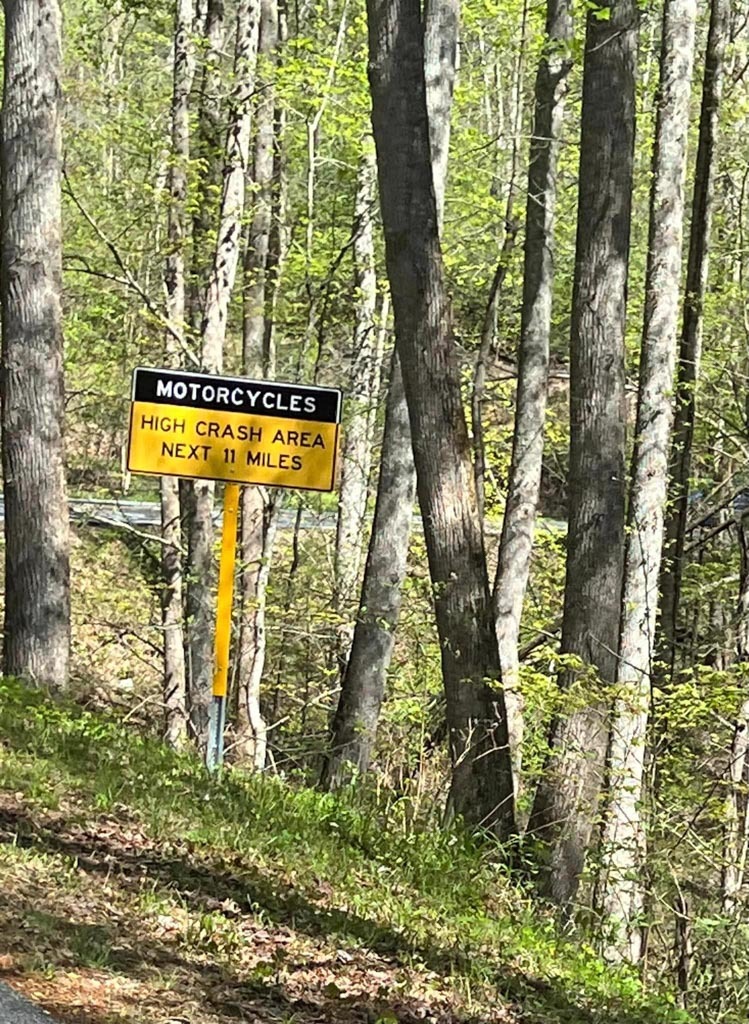 MOTORCYCLES
HIGH CRASH AREA
NEXT 11 MILES